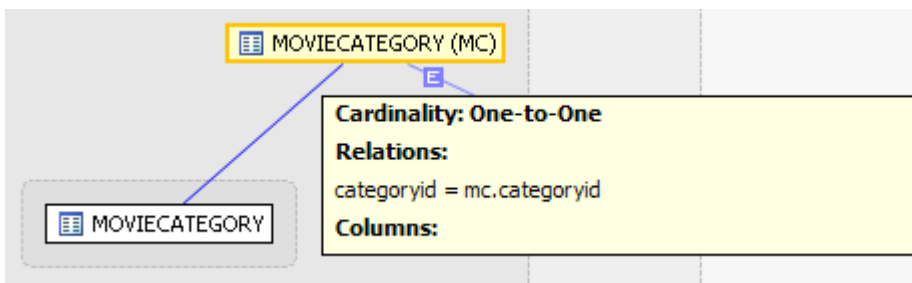 MOVIECATEGORY (MC)
E
Cardinality: One-to-One
Relations:
categoryid = mc.categoryid
MOVIECATEGORY
Columns: